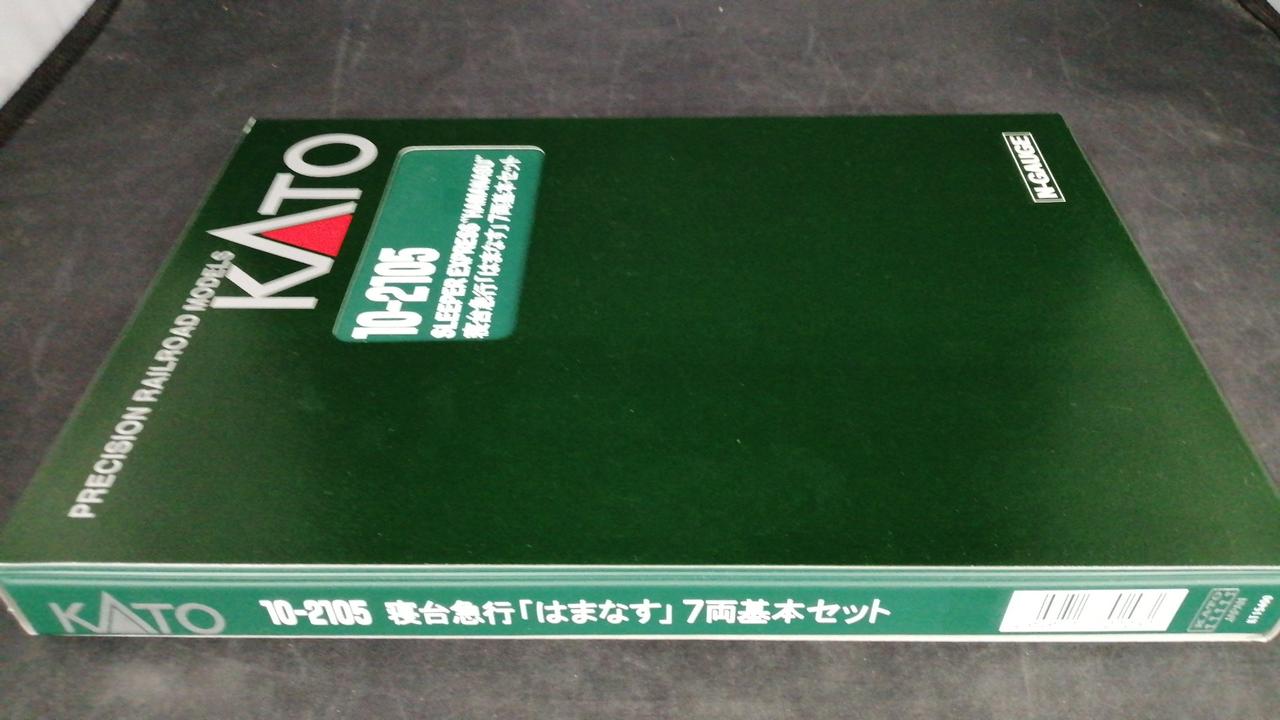 KATO
PRECISION RAILROAD MODELS
10-2105
SLEEPER EXPRESS "HAMANASU"
寝台急行「はまなす」7両基本セット
N-GAUGE
KATO
10-2105 寝台急行「はまなす」7両基本セット